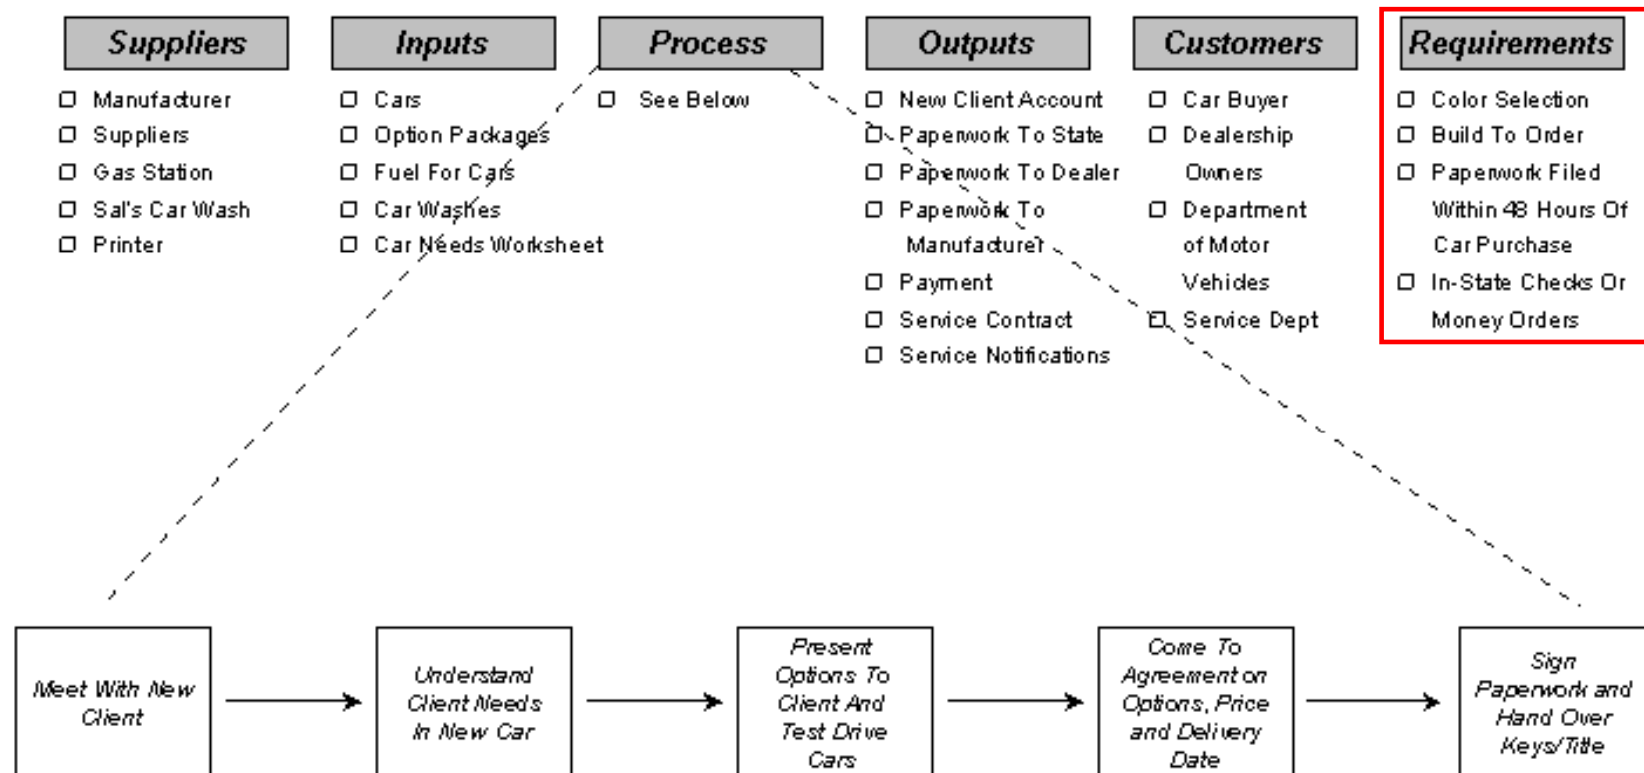 Suppliers
Manufacturer
Suppliers
Gas Station
Sal's Car Wash
Printer
Inputs
Cars
Option Packages
Fuel For Cars
Car Washes
Car Needs Worksheet
Process
See Below
Outputs
New Client Account
Paperwork To State
Paperwork To Dealer
Paperwork To
Manufacturer
Payment
Service Contract
Service Notifications
Customers
Car Buyer
Dealership
Owners
Department
of Motor
Vehicles
Service Dept
Requirements
Color Selection
Build To Order
Paperwork Filed
Within 48 Hours Of
Car Purchase
In-State Checks Or
Money Orders
Meet With New
Client
Understand
Client Needs
In New Car
Present
Options To
Client And
Test Drive
Cars
Come To
Agreement on
Options, Price
and Delivery
Date
Sign
Paperwork and
Hand Over
Keys/Title